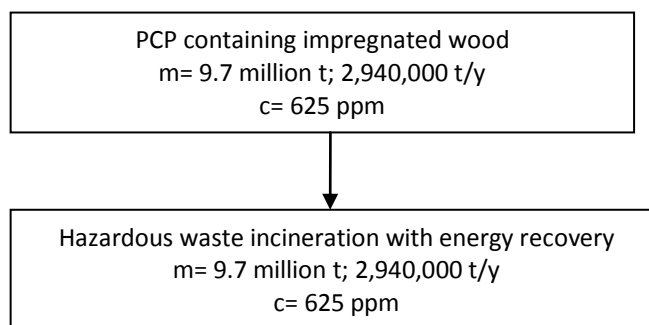 PCP containing impregnated wood
m= 9.7 million t; 2,940,000 t/y
c= 625 ppm
Hazardous waste incineration with energy recovery
m= 9.7 million t; 2,940,000 t/y
c= 625 ppm